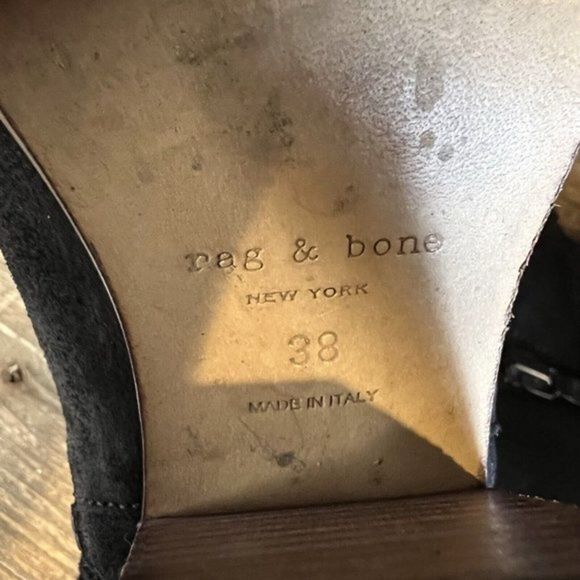 rag & bone
NEW YORK
38
MADE IN ITALY